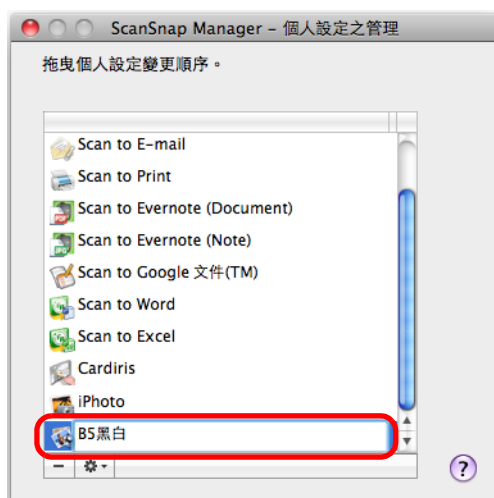 ScanSnap Manager – 個人設定之管理
拖曳個人設定變更順序。
Scan to E-mail
Scan to Print
Scan to Evernote (Document)
Scan to Evernote (Note)
Scan to Google 文件(TM)
Scan to Word
Scan to Excel
Cardiris
iPhoto
B5黑白
?